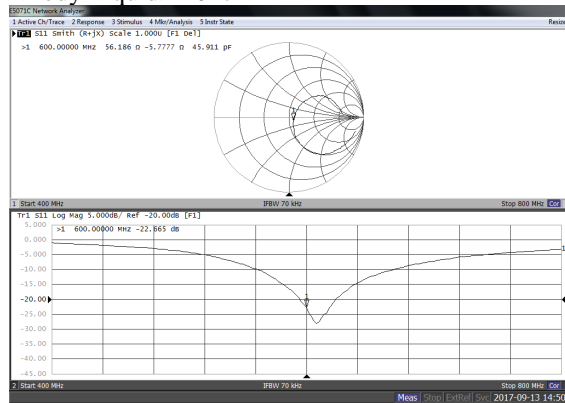 E5071C Network Analyzer
1 Active Ch/Trace 2 Response 3 Stimulus 4 Mkr/Analysis 5 Instr State
Resize
Tr1 S11 Smith (R+jX) Scale 1.000U [F1 Del]
>1 600.00000 MHz 56.186 Ω -5.7777 Ω 45.911 pF
1
1 Start 400 MHz IFBW 70 kHz Stop 800 MHz Cor
Tr1 S11 Log Mag 5.000dB/ Ref -20.00dB [F1]
5.000
>1 600.00000 MHz -22.665 dB
0.000
-5.000
1
-10.00
-15.00
-20.00
1
-25.00
-30.00
-35.00
-40.00
-45.00
2 Start 400 MHz IFBW 70 kHz Stop 800 MHz Cor
Meas Stop ExtRef Svc 2017-09-13 14:50